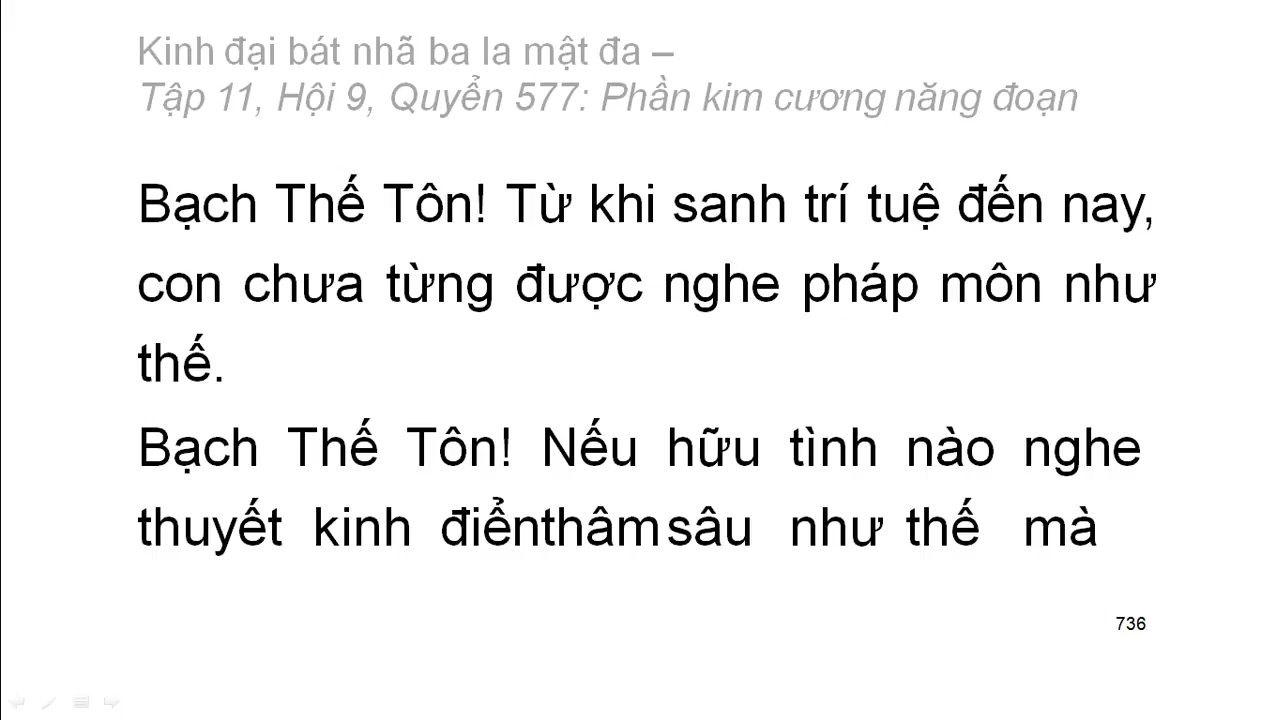 Kinh đại bát nhã ba la mật đa –
Tập 11, Hội 9, Quyển 577: Phần kim cương năng đoạn
Bạch Thế Tôn! Từ khi sanh trí tuệ đến nay,
con chưa từng được nghe pháp môn như
thế.
Bạch Thế Tôn! Nếu hữu tình nào nghe
thuyết kinh điểnthâmsâu như thế mà
736